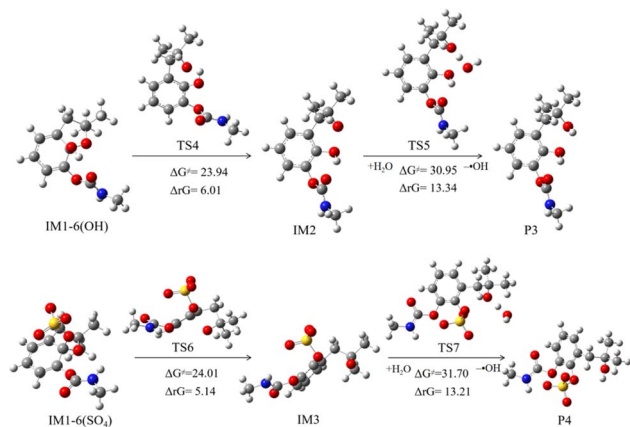 TS4
TS5
ΔG≠= 23.94
+H₂O ΔG≠= 30.95 –•OH
ΔrG= 6.01
ΔrG= 13.34
IM1-6(OH)
IM2
P3
TS6
TS7
ΔG≠=24.01
+H₂O ΔG≠=31.70 –•OH
ΔrG= 5.14
ΔrG= 13.21
IM1-6(SO₄)
IM3
P4